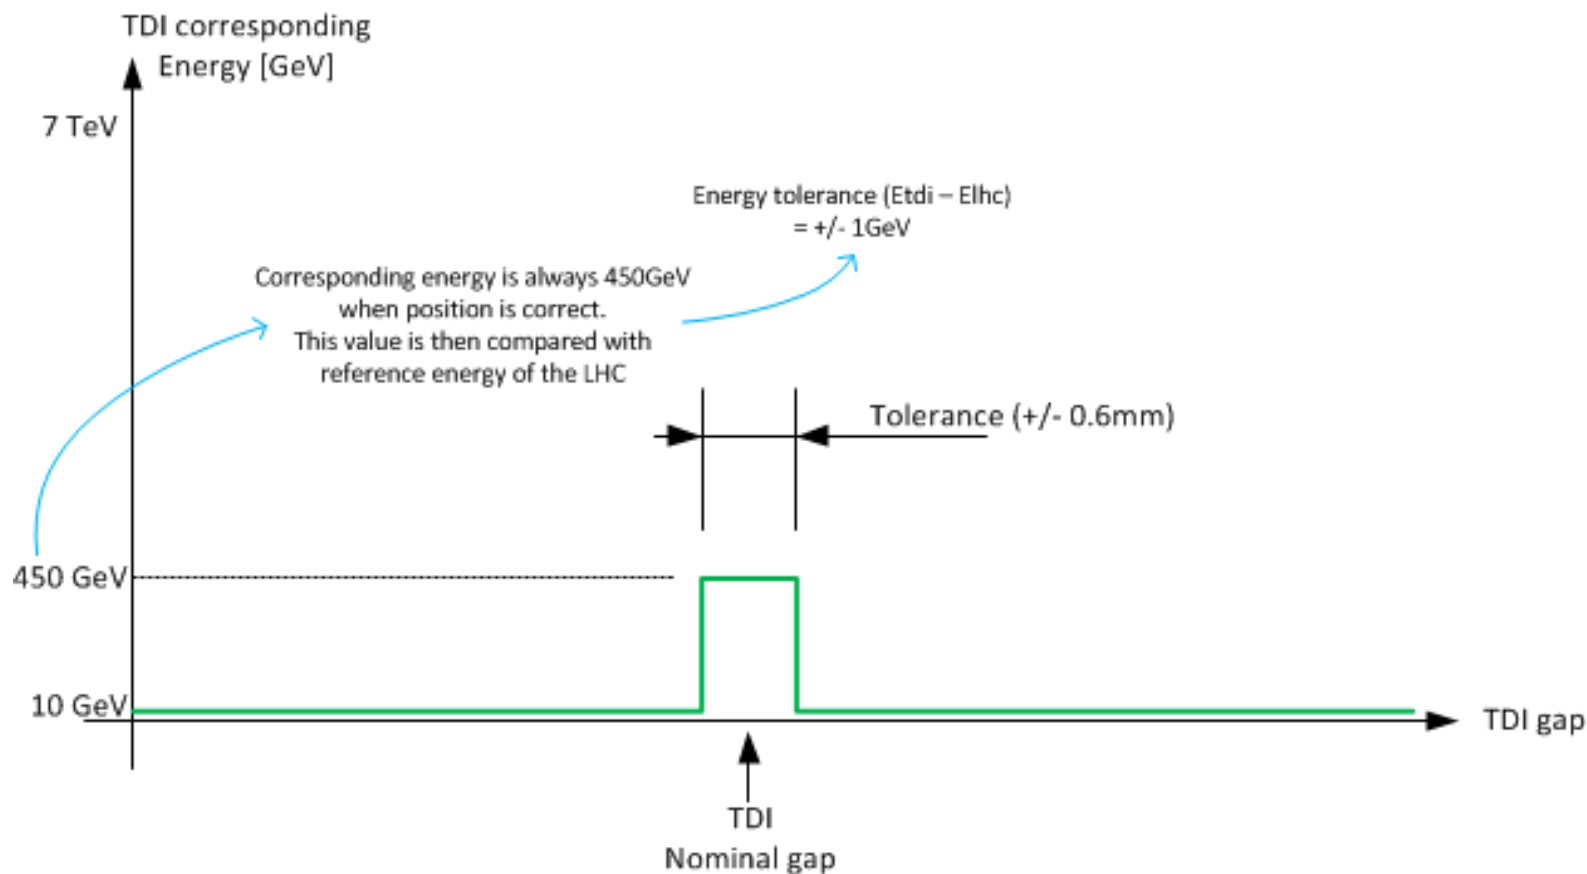 TDI corresponding
Energy [GeV]
7 TeV
Energy tolerance (Etdi – Elhc)
= +/- 1GeV
Corresponding energy is always 450GeV
when position is correct.
This value is then compared with
reference energy of the LHC
Tolerance (+/- 0.6mm)
450 GeV
10 GeV
TDI gap
TDI
Nominal gap